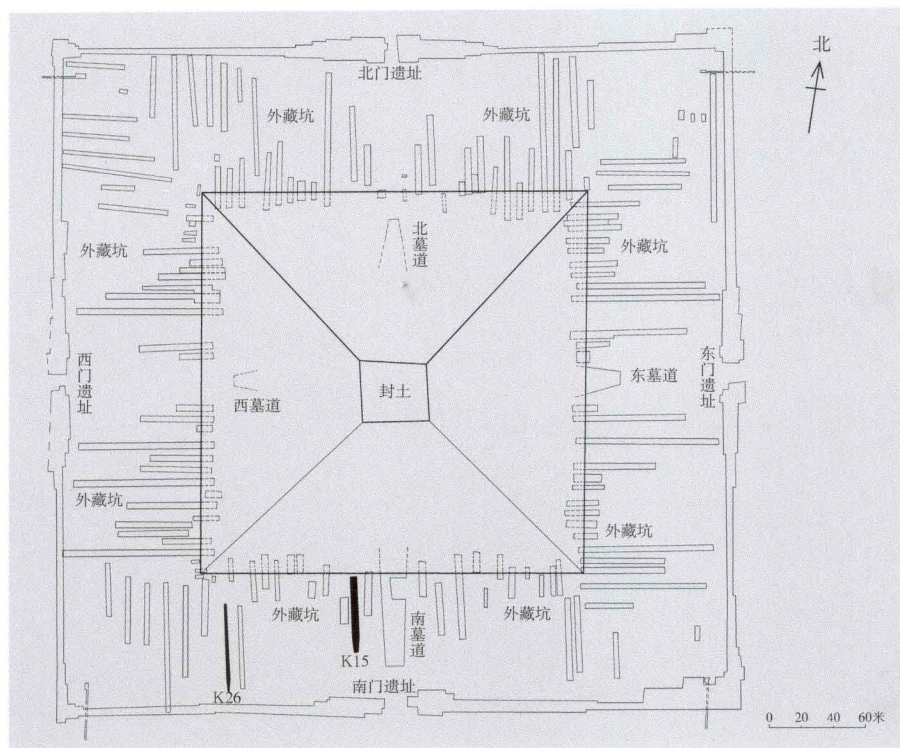 北
北门遗址
外藏坑
外藏坑
北墓道
外藏坑
外藏坑
西门遗址
西墓道
封土
东墓道
东门遗址
外藏坑
外藏坑
外藏坑
外藏坑
南墓道
K15
K26
南门遗址
0 20 40 60米